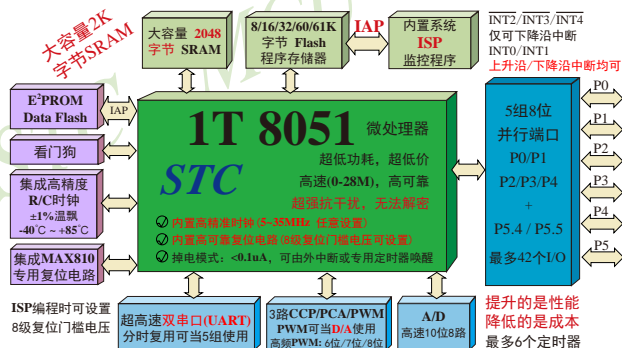 大容量2K
字节SRAM
大容量 2048
字节 SRAM
8/16/32/60/61K
字节 Flash
程序存储器
IAP
内置系统
ISP
监控程序
INT2/INT3/INT4
仅可下降沿中断
INT0/INT1
上升沿/下降沿中断均可
E²PROM
Data Flash
IAP
看门狗
集成高精度
R/C时钟
±1%温飘
-40℃ ~ +85℃
集成MAX810
专用复位电路
ISP编程时可设置
8级复位门槛电压
1T 8051 微处理器
STC
超低功耗，超低价
高速(0-28M)，高可靠
超强抗干扰，无法解密
内置高精准时钟(5~35MHz 任意设置)
内置高可靠复位电路(8级复位门槛电压可设置)
掉电模式：<0.1uA，可由外中断或专用定时器唤醒
5组8位
并行端口
P0/P1
P2/P3/P4
+
P5.4 / P5.5
最多42个I/O
P0
P1
P2
P3
P4
P5
超高速双串口(UART)
分时复用可当5组使用
3路CCP/PCA/PWM
PWM可当D/A使用
高频PWM: 6位/7位/8位
A/D
高速10位8路
提升的是性能
降低的是成本
最多6个定时器